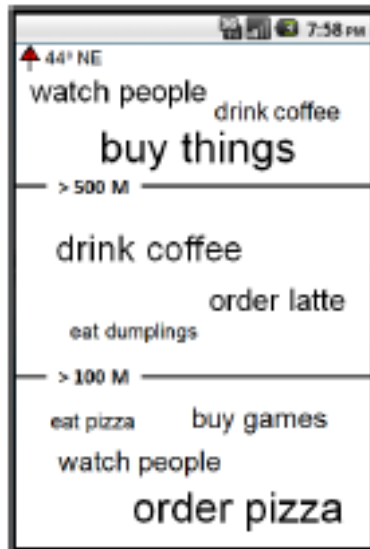 7:58 PM
44° NE
watch people
drink coffee
buy things
> 500 M
drink coffee
order latte
eat dumplings
> 100 M
eat pizza
buy games
watch people
order pizza